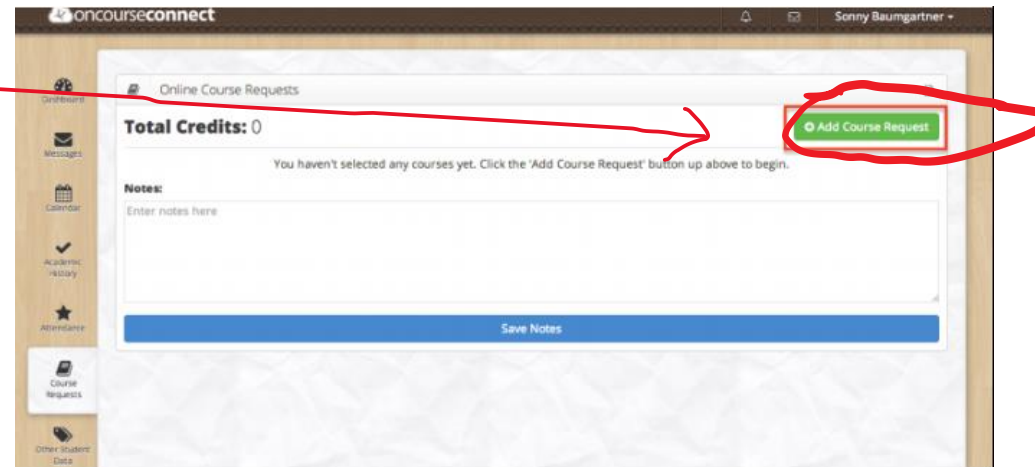 oncourseconnect
Sonny Baumgartner
Dashboard
Online Course Requests
Total Credits: 0
Add Course Request
Messages
You haven't selected any courses yet. Click the 'Add Course Request' button up above to begin.
Notes:
Calendar
Enter notes here
Academic
History
Attendance
Save Notes
Course
Requests
Other Student
Data